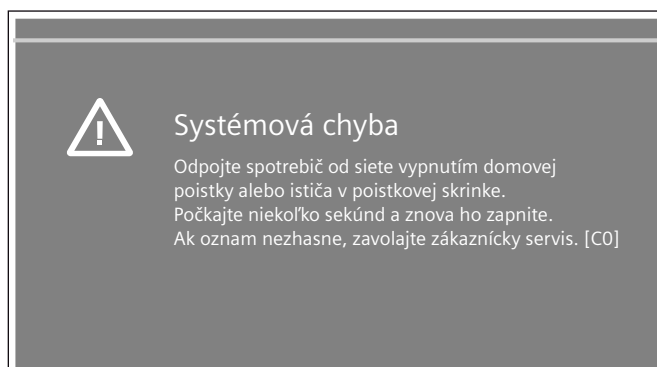 Systémová chyba
Odpojte spotrebič od siete vypnutím domovej
poistky alebo ističa v poistkovej skrinke.
Počkajte niekoľko sekúnd a znova ho zapnite.
Ak oznam nezhasne, zavolajte zákaznícky servis. [C0]